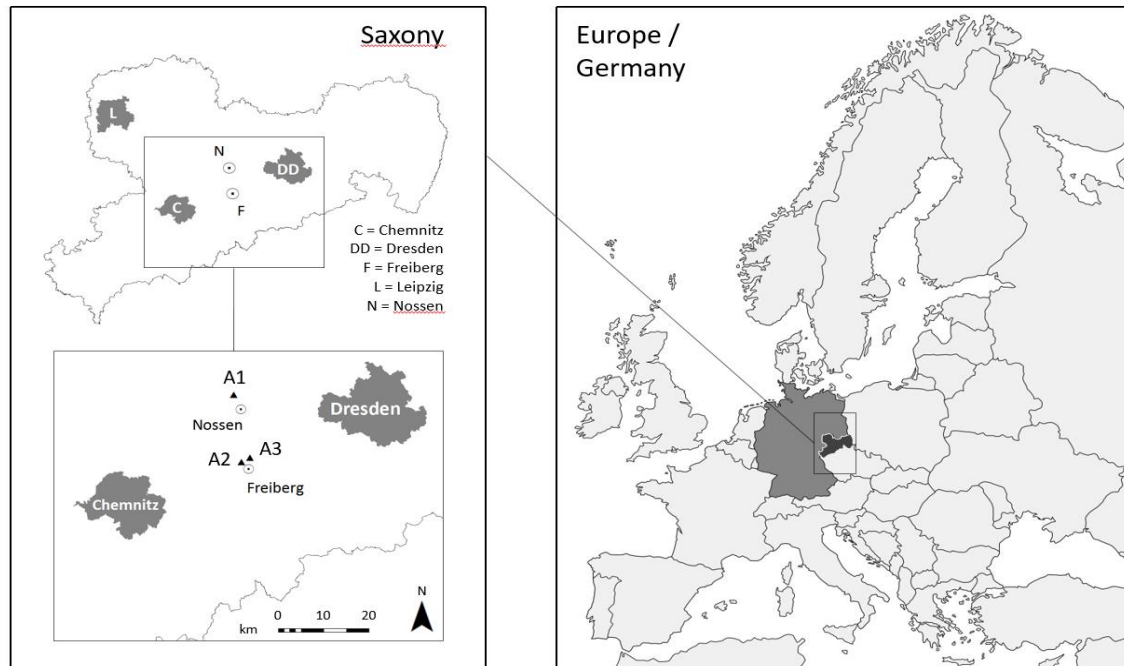 Saxony
L
N
DD
C
F
C = Chemnitz
DD = Dresden
F = Freiberg
L = Leipzig
N = Nossen
A1
Dresden
Nossen
A2
A3
Freiberg
Chemnitz
N
0 5 10 20
km
Europe /
Germany